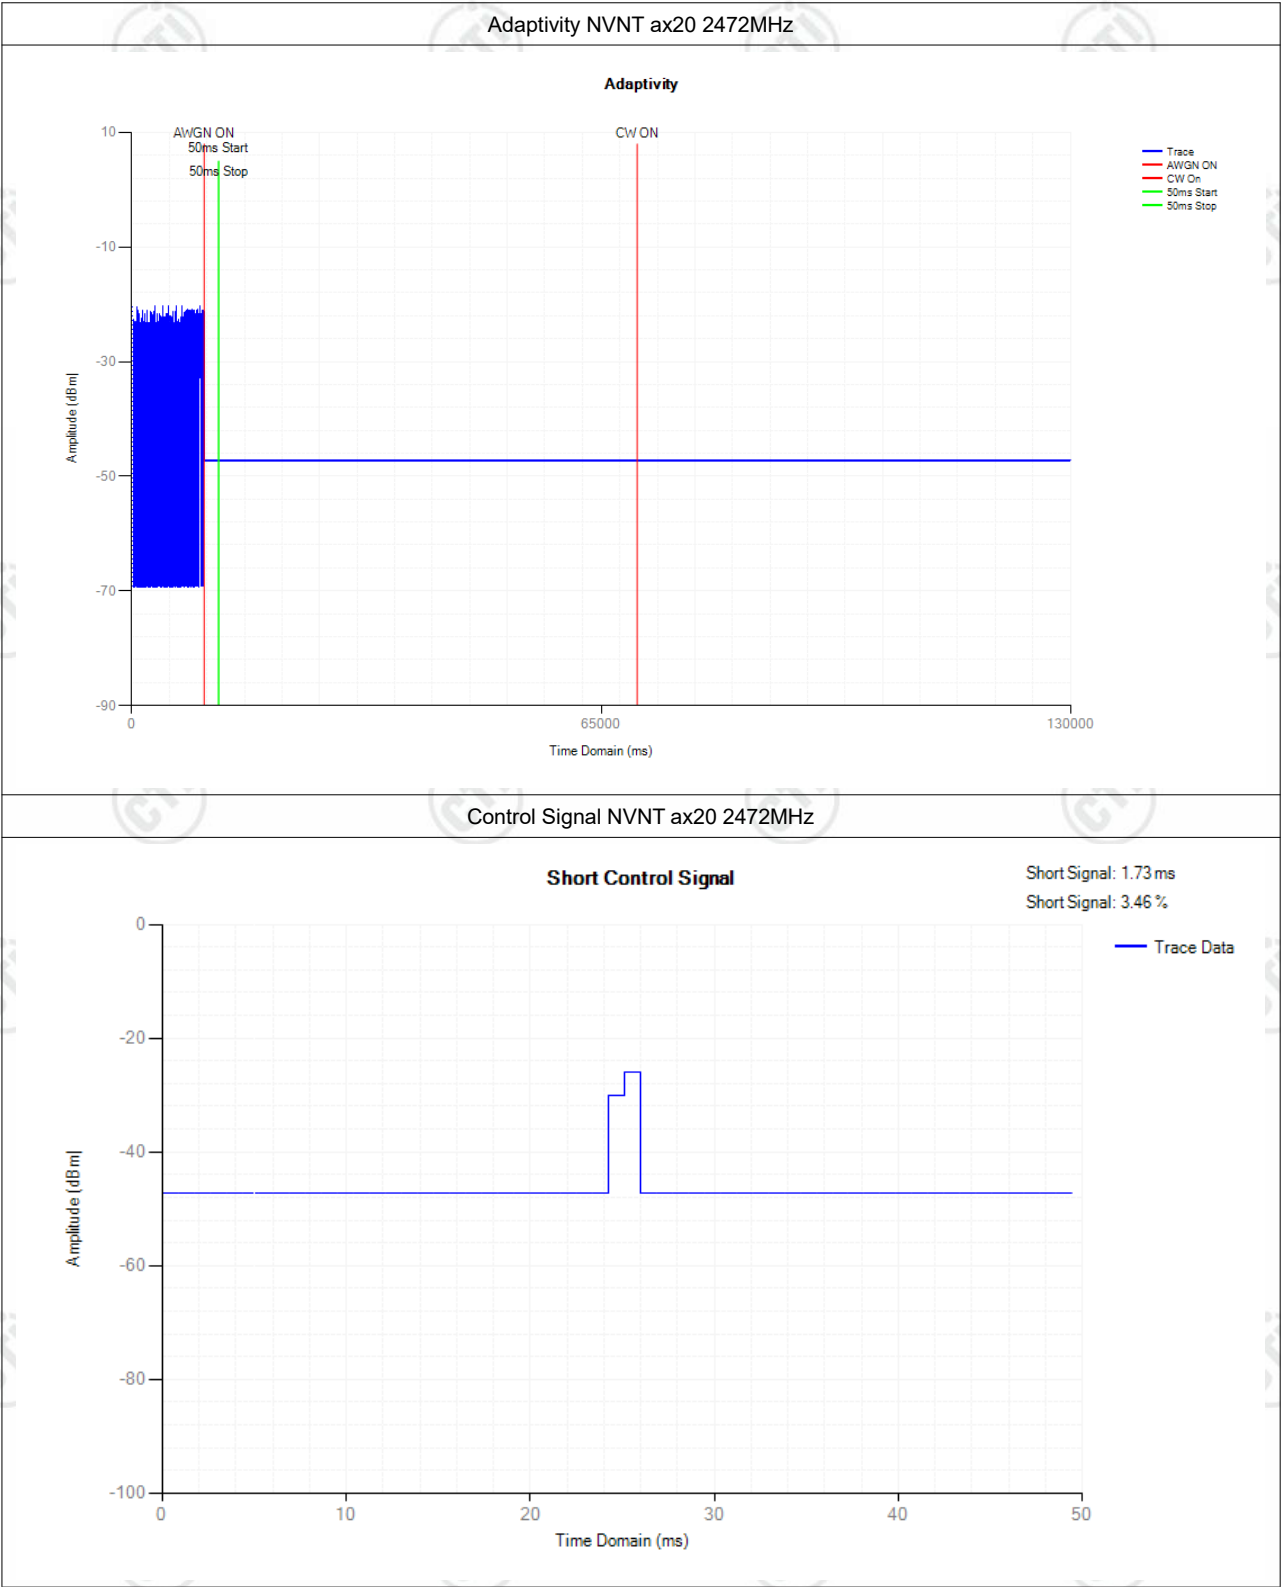 Adaptivity NVNT ax20 2472MHz
Adaptivity
10
AWGN ON
CW ON
50ms Start
50ms Stop
Trace
AWGN ON
CW On
50ms Start
50ms Stop
-10
-30
Amplitude [dBm]
-50
-70
-90
0
65000
130000
Time Domain (ms)
Control Signal NVNT ax20 2472MHz
Short Control Signal
Short Signal: 1.73 ms
Short Signal: 3.46 %
Trace Data
0
-20
-40
Amplitude [dBm]
-60
-80
-100
0
10
20
30
40
50
Time Domain (ms)